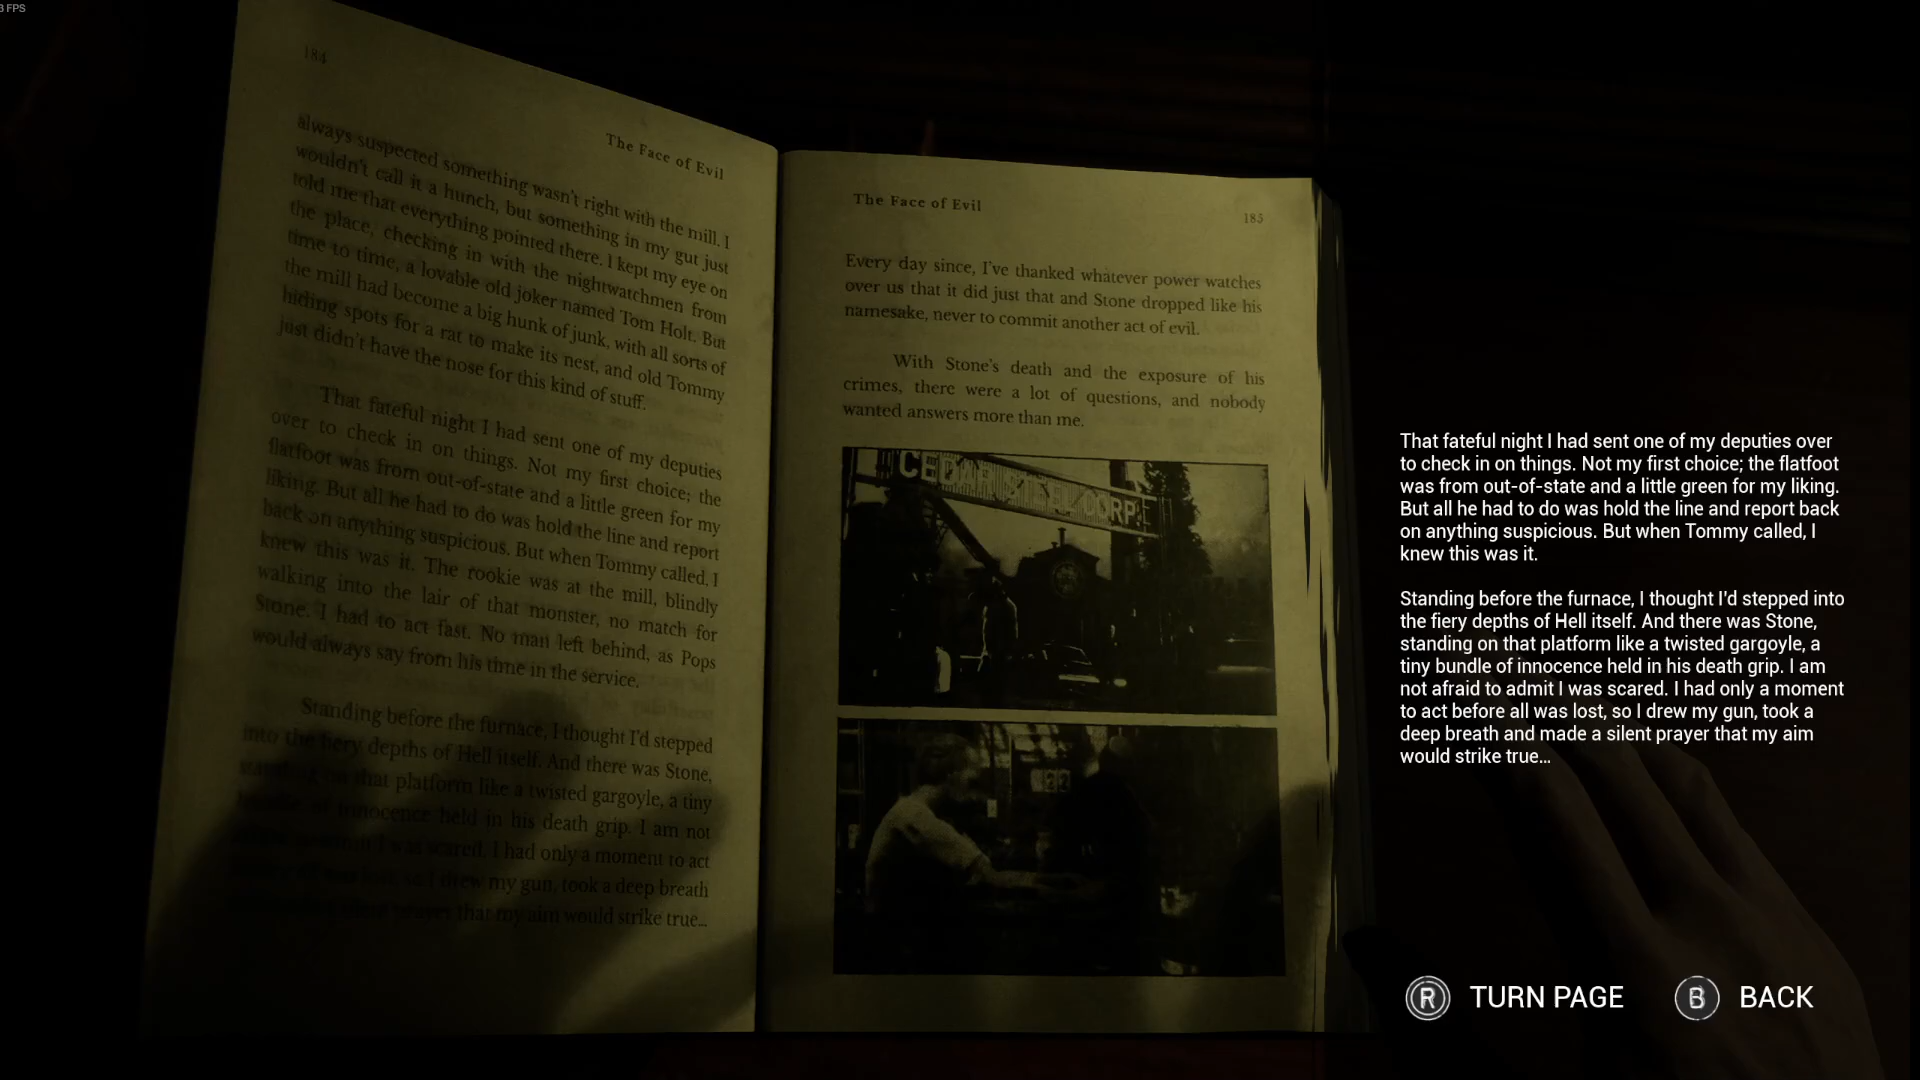 3 FPS
184
The Face of Evil
always suspected something wasn't right with the mill. I
wouldn't call it a hunch, but something in my gut just
told me that everything pointed there. I kept my eye on
the place, checking in with the nightwatchmen from
time to time, a lovable old joker named Tom Holt. But
the mill had become a big hunk of junk, with all sorts of
hiding spots for a rat to make its nest, and old Tommy
just didn't have the nose for this kind of stuff.
That fateful night I had sent one of my deputies
over to check in on things. Not my first choice; the
flatfoot was from out-of-state and a little green for my
liking. But all he had to do was hold the line and report
back on anything suspicious. But when Tommy called, I
knew this was it. The rookie was at the mill, blindly
walking into the lair of that monster, no match for
Stone. I had to act fast. No man left behind, as Pops
would always say from his time in the service.
Standing before the furnace, I thought I'd stepped
into the fiery depths of Hell itself. And there was Stone,
standing on that platform like a twisted gargoyle, a tiny
bundle of innocence held in his death grip. I am not
afraid to admit I was scared. I had only a moment to act
before all was lost, so I drew my gun, took a deep breath
and made a silent prayer that my aim would strike true...
The Face of Evil
185
Every day since, I've thanked whatever power watches
over us that it did just that and Stone dropped like his
namesake, never to commit another act of evil.
With Stone's death and the exposure of his
crimes, there were a lot of questions, and nobody
wanted answers more than me.
STEEL CORP.
That fateful night I had sent one of my deputies over
to check in on things. Not my first choice; the flatfoot
was from out-of-state and a little green for my liking.
But all he had to do was hold the line and report back
on anything suspicious. But when Tommy called, I
knew this was it.
Standing before the furnace, I thought I'd stepped into
the fiery depths of Hell itself. And there was Stone,
standing on that platform like a twisted gargoyle, a
tiny bundle of innocence held in his death grip. I am
not afraid to admit I was scared. I had only a moment
to act before all was lost, so I drew my gun, took a
deep breath and made a silent prayer that my aim
would strike true...
R TURN PAGE B BACK